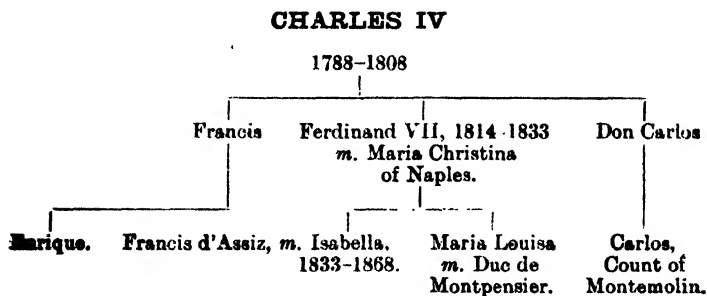 CHARLES IV
1788–1808
Francis Ferdinand VII, 1814-1833 Don Carlos
m. Maria Christina
of Naples.
Enrique. Francis d'Assiz, m. Isabella, Maria Louisa Carlos,
1833–1868. m. Duc de Count of
Montpensier. Montemolin.